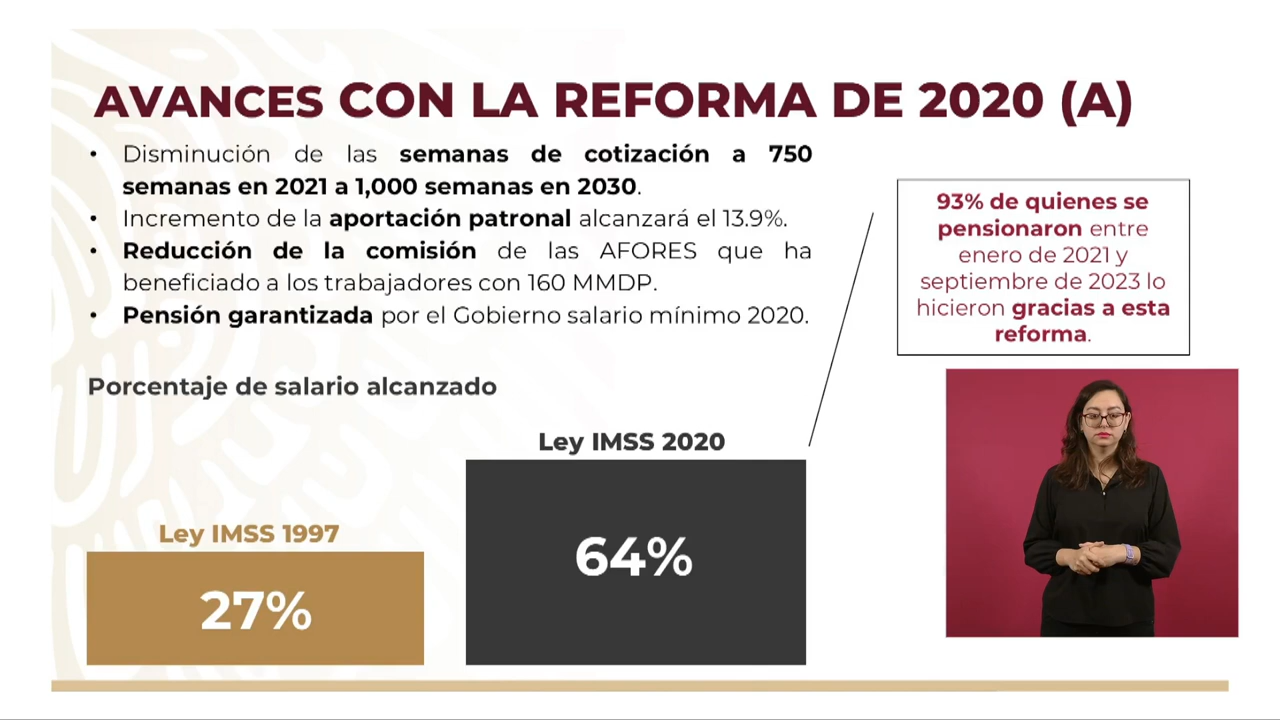 AVANCES CON LA REFORMA DE 2020 (A)
• Disminución de las semanas de cotización a 750
semanas en 2021 a 1,000 semanas en 2030.
• Incremento de la aportación patronal alcanzará el 13.9%.
• Reducción de la comisión de las AFORES que ha
beneficiado a los trabajadores con 160 MMDP.
• Pensión garantizada por el Gobierno salario mínimo 2020.
93% de quienes se
pensionaron entre
enero de 2021 y
septiembre de 2023 lo
hicieron gracias a esta
reforma.
Porcentaje de salario alcanzado
Ley IMSS 1997
27%
Ley IMSS 2020
64%